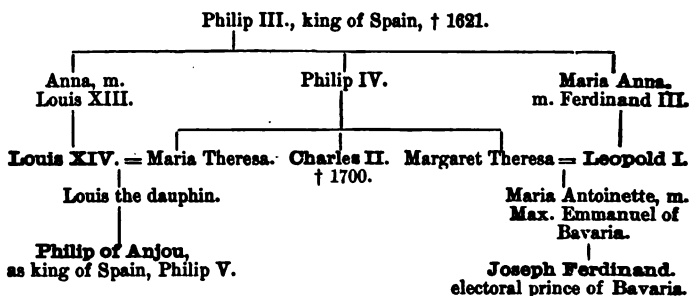 Philip III., king of Spain, † 1621.
Anna, m.
Louis XIII.
Philip IV.
Maria Anna.
m. Ferdinand III.
Louis XIV. = Maria Theresa. Charles II. Margaret Theresa = Leopold I.
† 1700.
Louis the dauphin.
Maria Antoinette, m.
Max. Emmanuel of
Bavaria.
Philip of Anjou,
as king of Spain, Philip V.
Joseph Ferdinand.
electoral prince of Bavaria.